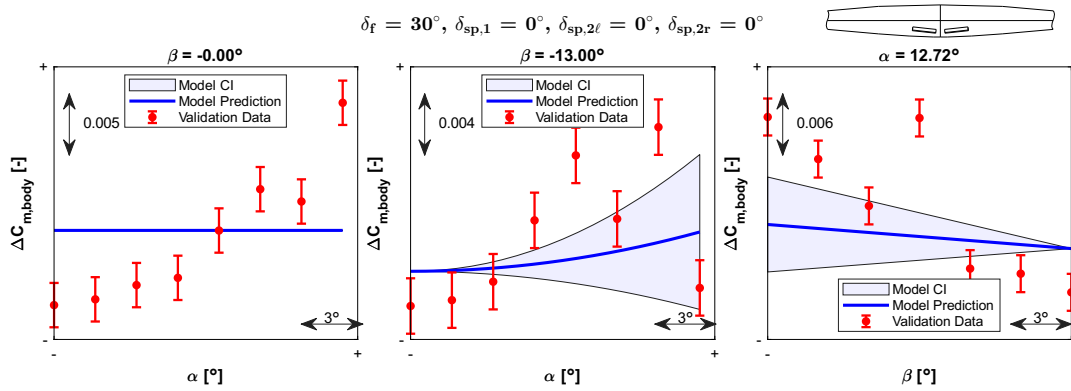 δf = 30°, δsp,1 = 0°, δsp,2ℓ = 0°, δsp,2r = 0°
β = -0.00°
+
Model CI
Model Prediction
Validation Data
0.005
3°
ΔCm,body [-]
-
+
α [°]
β = -13.00°
+
Model CI
Model Prediction
Validation Data
0.004
3°
ΔCm,body [-]
-
+
α [°]
α = 12.72°
+
0.006
Model CI
Model Prediction
Validation Data
3°
ΔCm,body [-]
-
+
β [°]